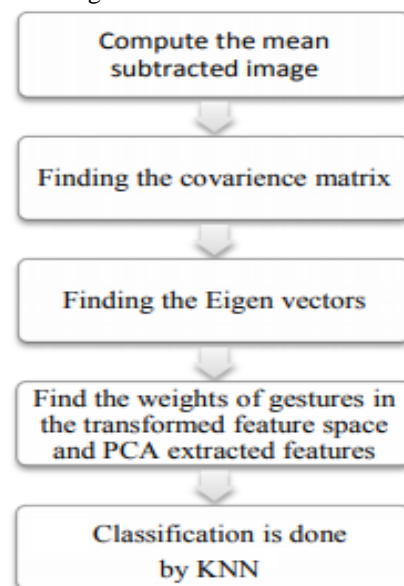 Compute the mean
subtracted image
Finding the covarience matrix
Finding the Eigen vectors
Find the weights of gestures in
the transformed feature space
and PCA extracted features
Classification is done
by KNN